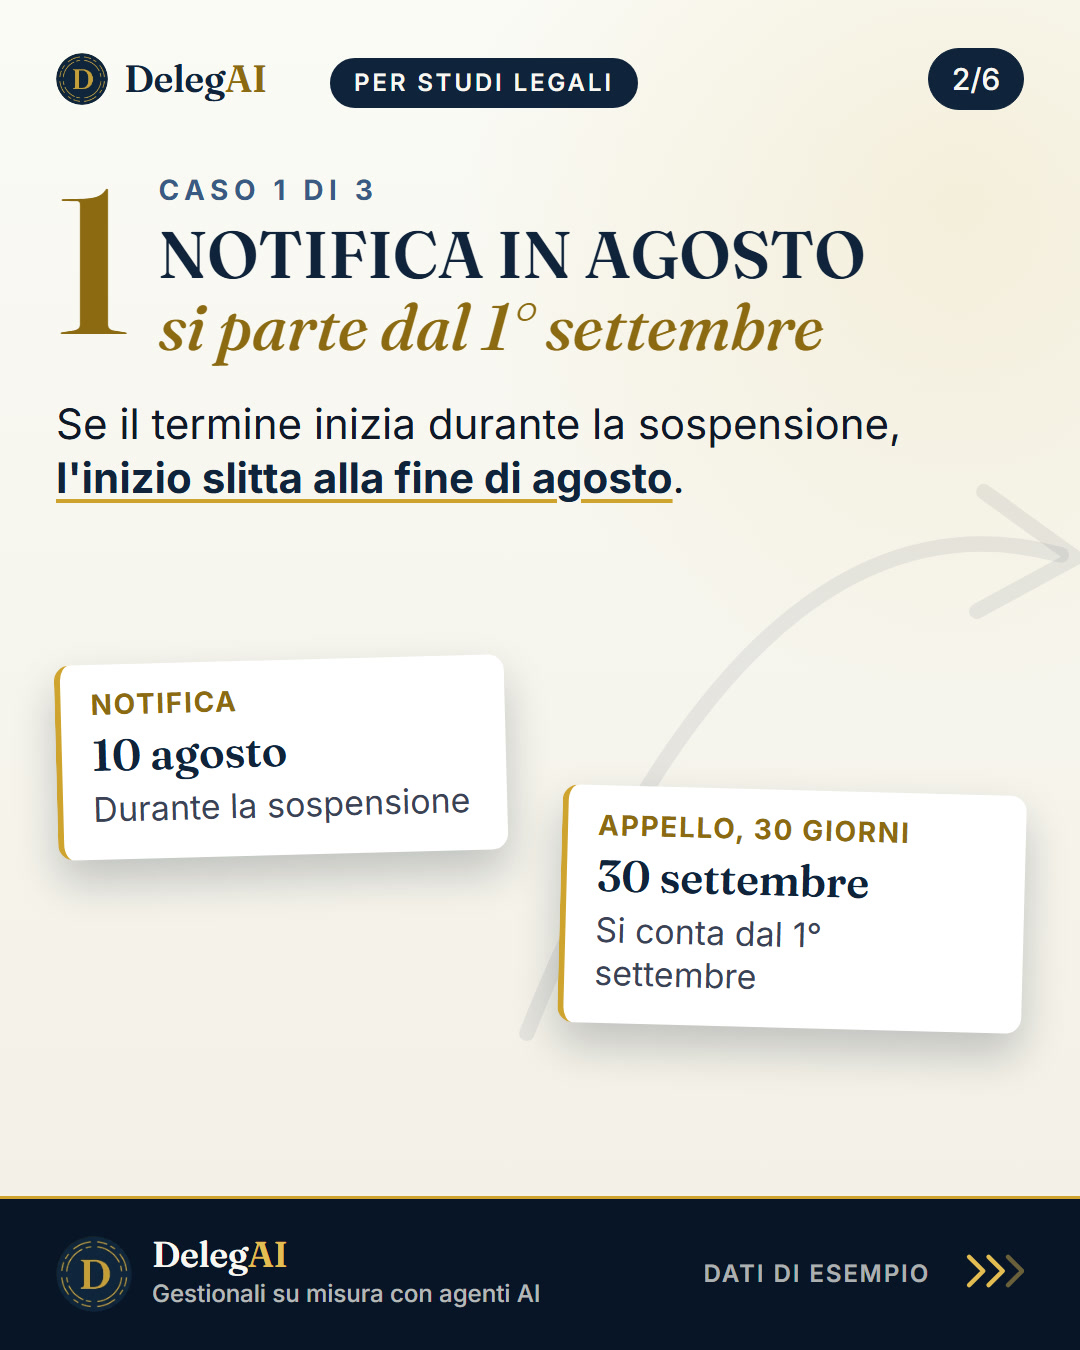 D DelegAI
PER STUDI LEGALI
2/6
1
CASO 1 DI 3
NOTIFICA IN AGOSTO
si parte dal 1° settembre
Se il termine inizia durante la sospensione,
l'inizio slitta alla fine di agosto.
NOTIFICA
10 agosto
Durante la sospensione
APPELLO, 30 GIORNI
30 settembre
Si conta dal 1°
settembre
D DelegAI
Gestionali su misura con agenti AI
DATI DI ESEMPIO